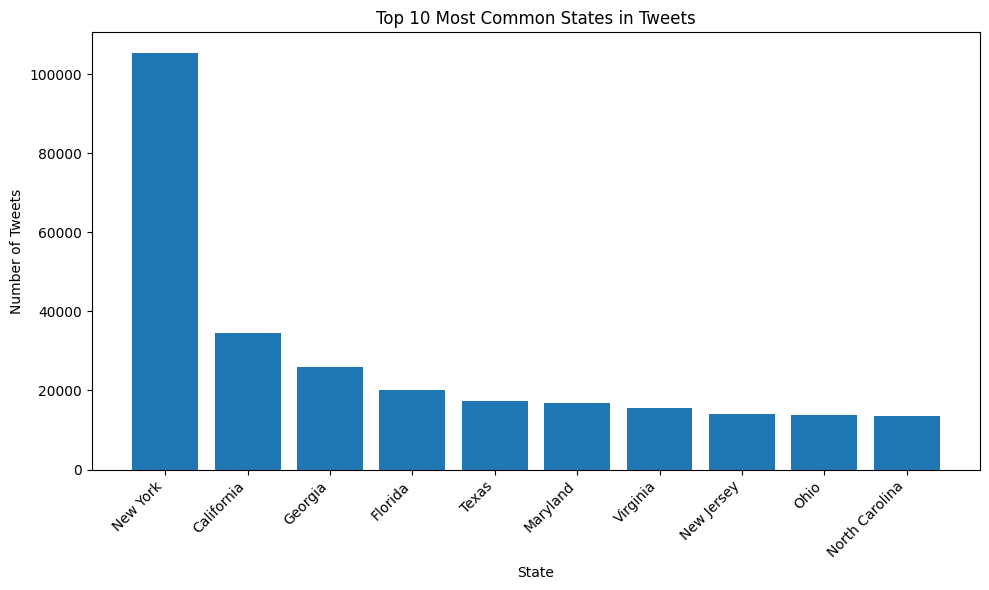 Top 10 Most Common States in Tweets
Number of Tweets
100000
80000
60000
40000
20000
0
New York
California
Georgia
Florida
Texas
Maryland
Virginia
New Jersey
Ohio
North Carolina
State